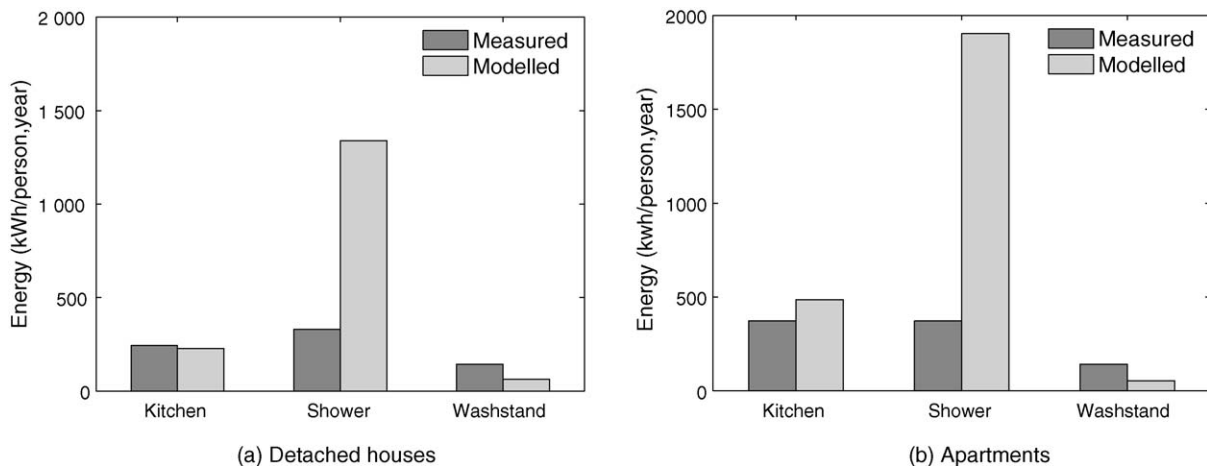 2 000
1 500
1 000
500
0
Energy (kWh/person,year)
Measured
Modelled
Kitchen
Shower
Washstand
(a) Detached houses
2000
1500
1000
500
0
Energy (kwh/person,year)
Measured
Modelled
Kitchen
Shower
Washstand
(b) Apartments